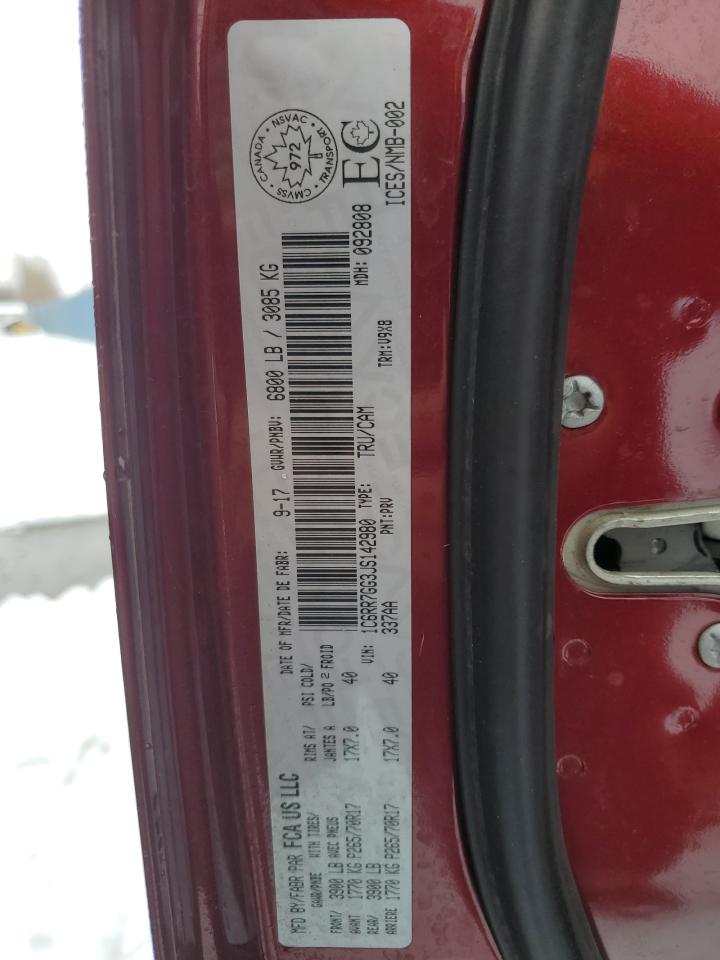 MFD BY/FABR PAR FCA US LLC
DATE OF MFR/DATE DE FABR: 9-17
GVWR/PNBV: 6800 LB / 3085 KG
GAWR/PNBE WITH TIRES/ AVEC PNEUS
RIMS AT/ JANTES A
PSI COLD/ LB/PO 2 FROID
FRONT/ AVANT 3900 LB 1770 KG P265/70R17 17X7.0 40
REAR/ ARRIERE 3900 LB 1770 KG P265/70R17 17X7.0 40
VIN: 1C6RR7GG3JS142980
TYPE: TRU/CAM
MDH: 092808
337AA
PNT:PRV
TRM:V9X8
CANADA · NSVAC · TRANSPORT · CMVSS ·
972
EC
ICES/NMB-002